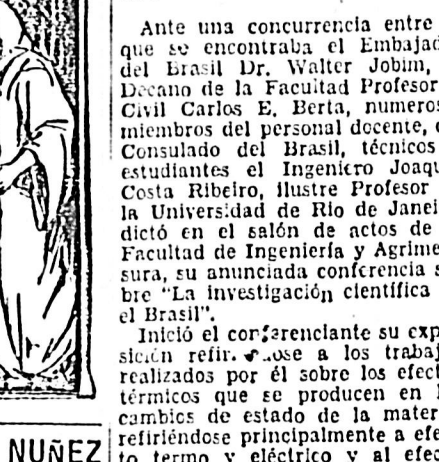 Ante una concurrencia entre
que se encontraba el Embajad
del Brasil Dr. Walter Jobim,
Decano de la Facultad Profesor
Civil Carlos E. Berta, numeros
miembros del personal docente,
Consulado del Brasil, técnicos
estudiantes el Ingeniero Joaqu
Costa Ribeiro, ilustre Profesor
la Universidad de Rio de Janei
dictó en el salón de actos de
Facultad de Ingeniería y Agrime
sura, su anunciada conferencia s
bre "La investigación científica
el Brasil".
Inició el conferenciante su exp
sición a los trabaj
realizados por él sobre los efect
térmicos que se producen en
cambios de estado de la mater
refiriéndose principalmente a efe
to termo y eléctrico y al efec
NUÑEZ